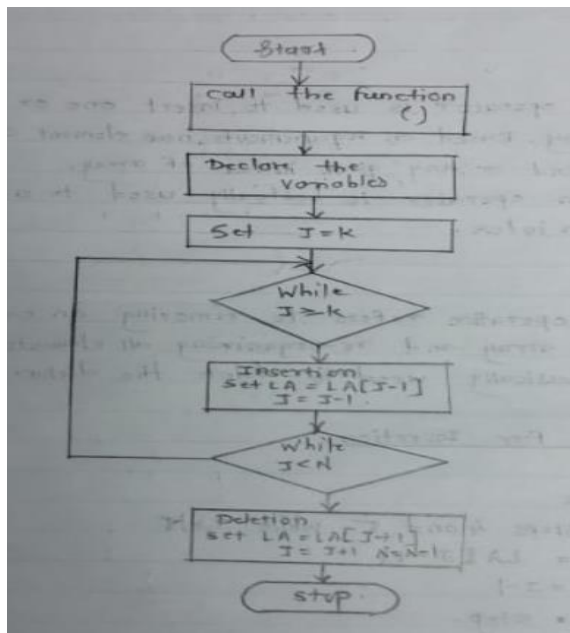 Start
call the function
( )
Declare the
variables
Set J=K
While
J≥K
Insertion
Set LA = LA[J-1]
J = J-1.
While
J<N
Deletion
set LA = LA[J+1]
J = J+1 N=N-1
stop